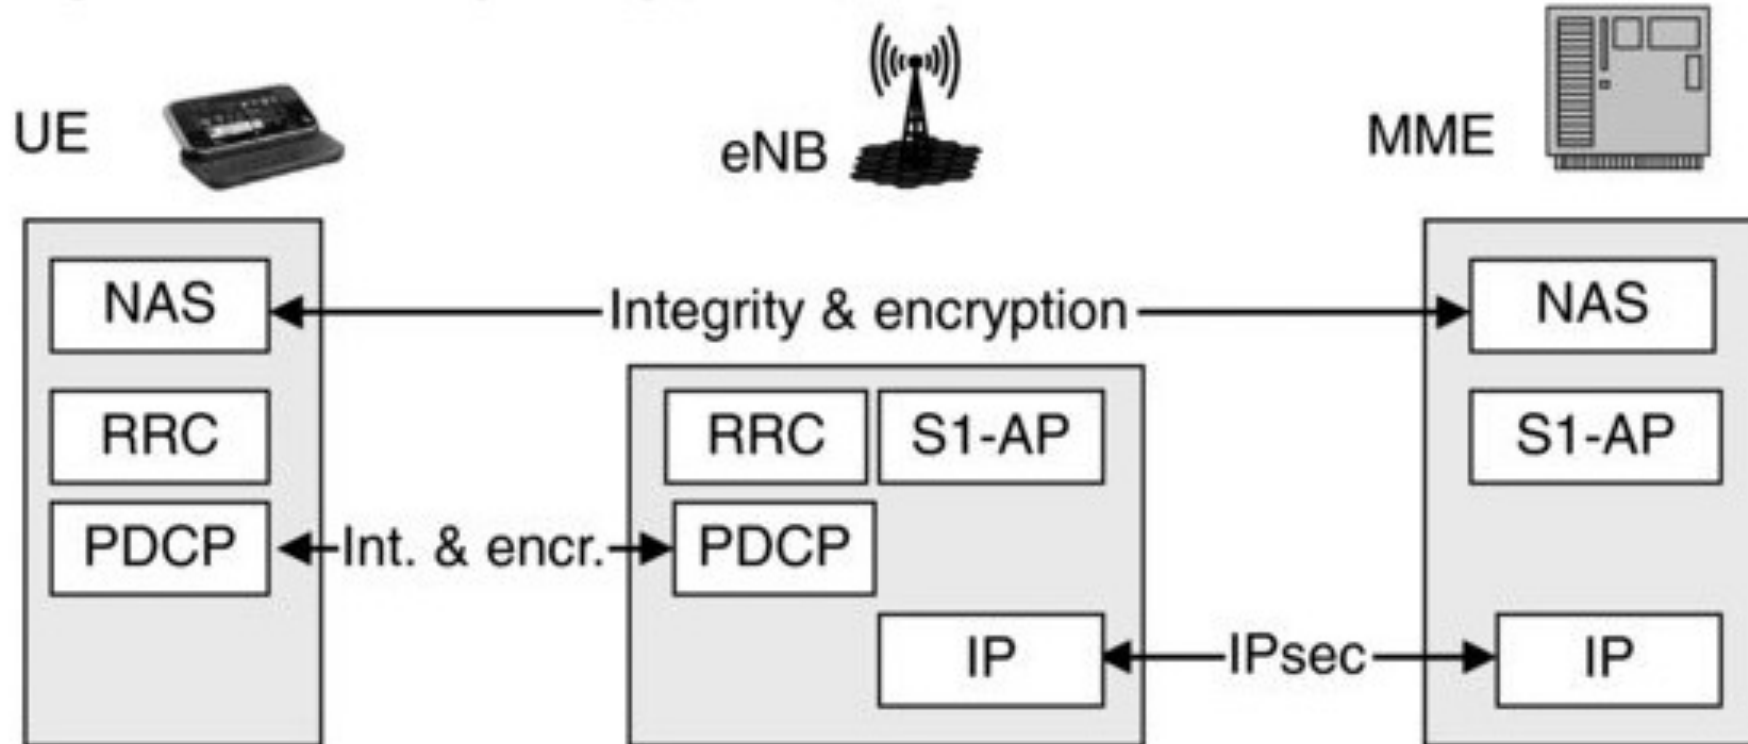 UE
eNB
MME
NAS
Integrity & encryption
NAS
RRC
RRC
S1-AP
S1-AP
PDCP
Int. & encr.
PDCP
IP
IPsec
IP